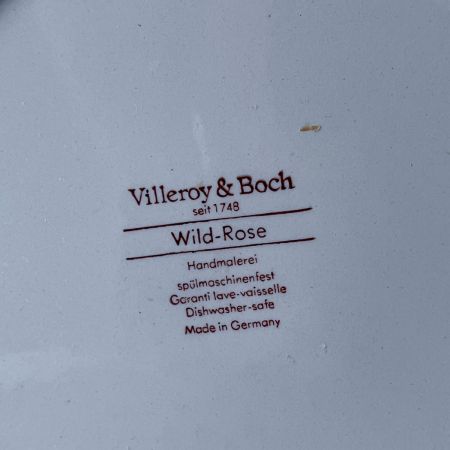 Villeroy & Boch
seit 1748
Wild-Rose
Handmalerei
spülmaschinenfest
Garanti lave-vaisselle
Dishwasher-safe
Made in Germany